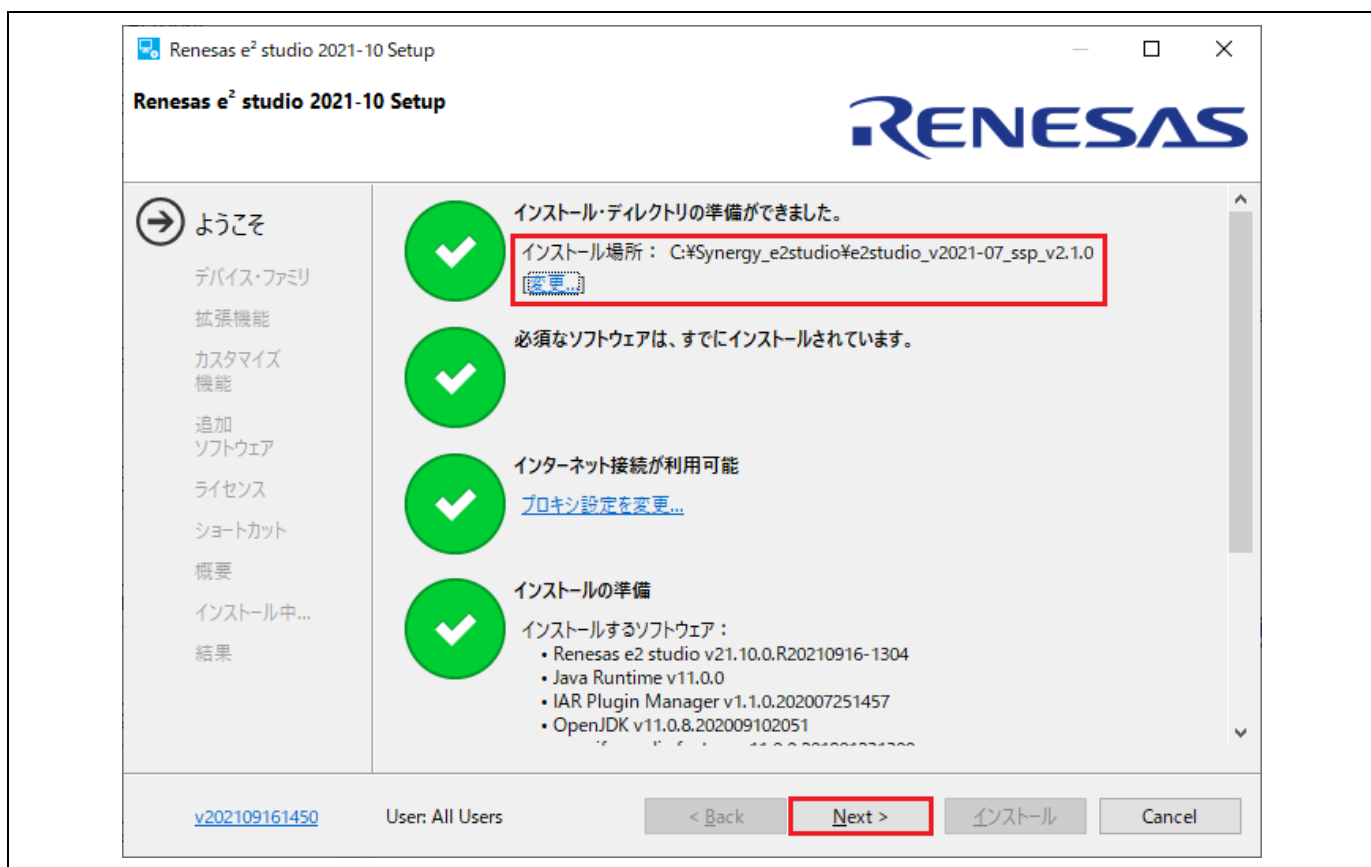 Renesas e² studio 2021-10 Setup
Renesas e² studio 2021-10 Setup
RENESAS
ようこそ
デバイス・ファミリ
拡張機能
カスタマイズ
機能
追加
ソフトウェア
ライセンス
ショートカット
概要
インストール中...
結果
インストール・ディレクトリの準備ができました。
インストール場所： C:¥Synergy_e2studio¥e2studio_v2021-07_ssp_v2.1.0
[変更...]
必須なソフトウェアは、すでにインストールされています。
インターネット接続が利用可能
プロキシ設定を変更...
インストールの準備
インストールするソフトウェア：
• Renesas e2 studio v21.10.0.R20210916-1304
• Java Runtime v11.0.0
• IAR Plugin Manager v1.1.0.202007251457
• OpenJDK v11.0.8.202009102051
v202109161450
User: All Users
< Back
Next >
インストール
Cancel